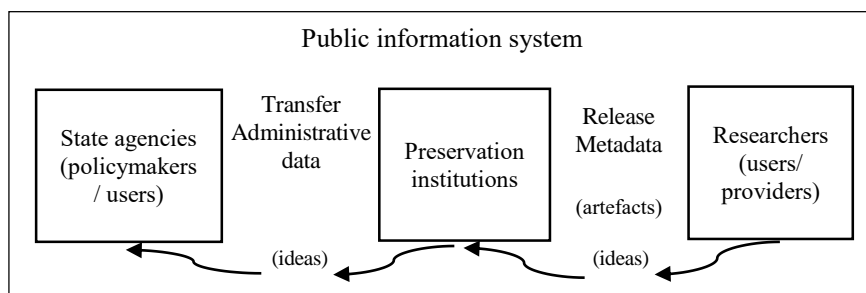 Public information system
State agencies
(policymakers
/ users)
Transfer
Administrative
data
(ideas)
Preservation
institutions
Release
Metadata
(artefacts)
(ideas)
Researchers
(users/
providers)